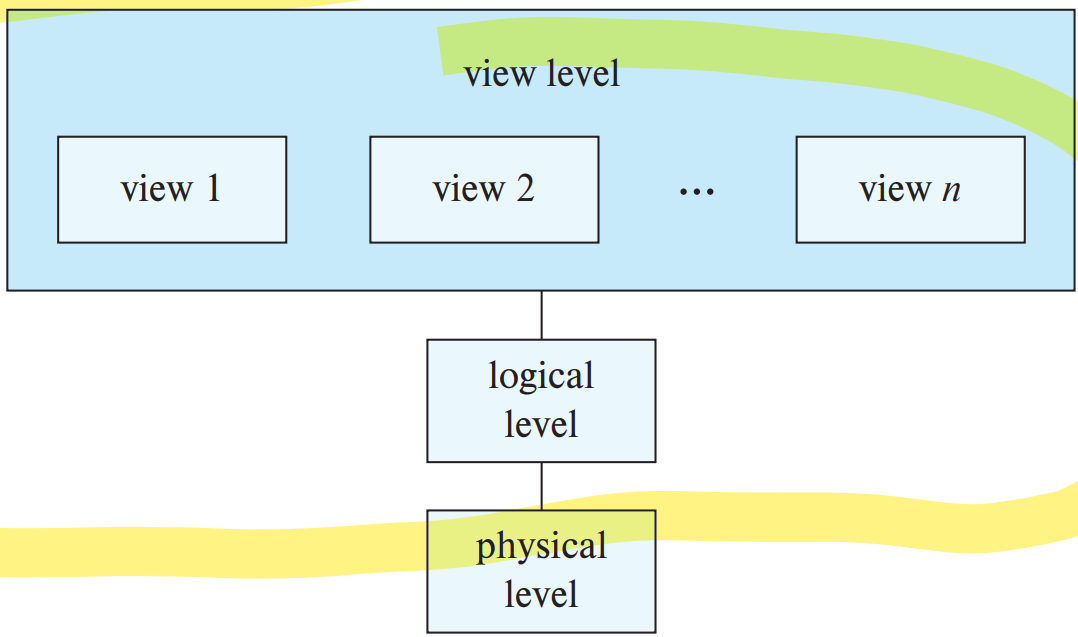 view level
view 1
view 2
...
view n
logical
level
physical
level